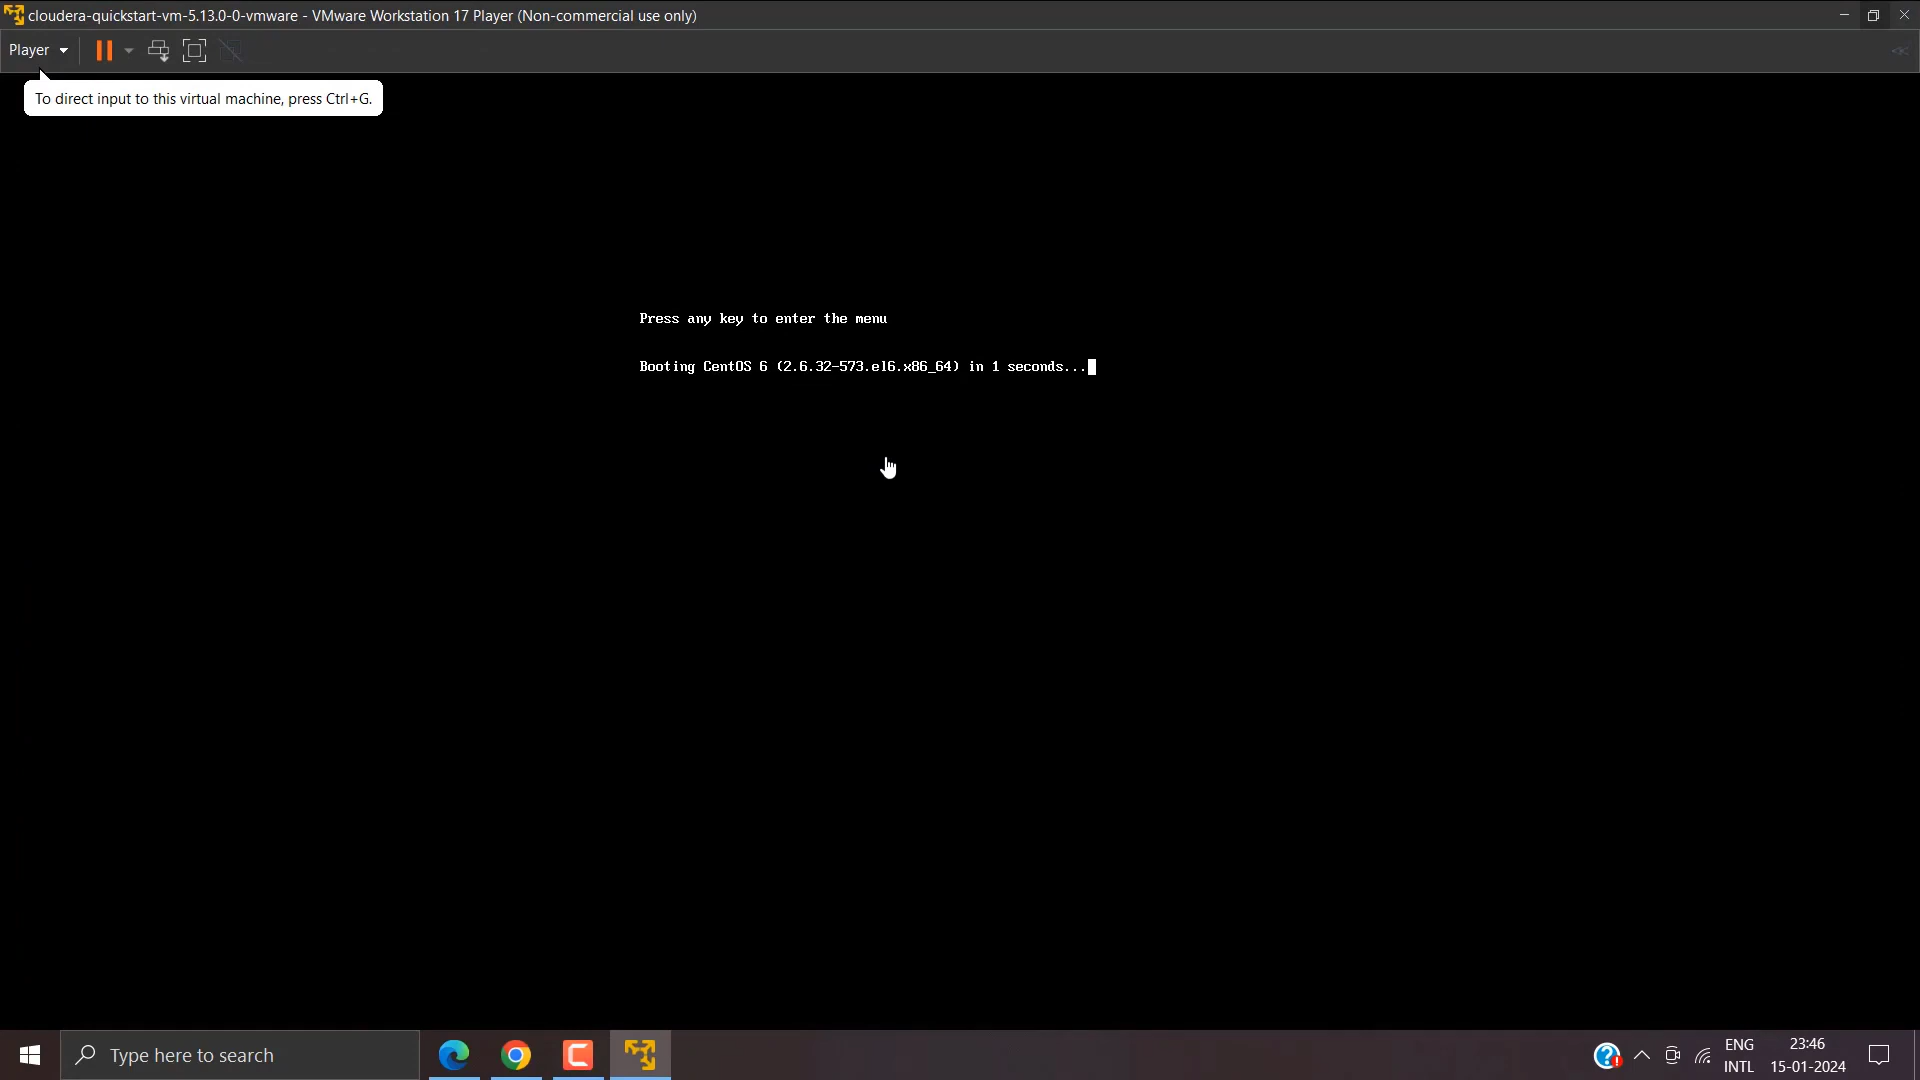 cloudera-quickstart-vm-5.13.0-0-vmware - VMware Workstation 17 Player (Non-commercial use only)
Player
To direct input to this virtual machine, press Ctrl+G.
Press any key to enter the menu
Booting CentOS 6 (2.6.32-573.el6.x86_64) in 1 seconds...
Type here to search
ENG
INTL
23:46
15-01-2024